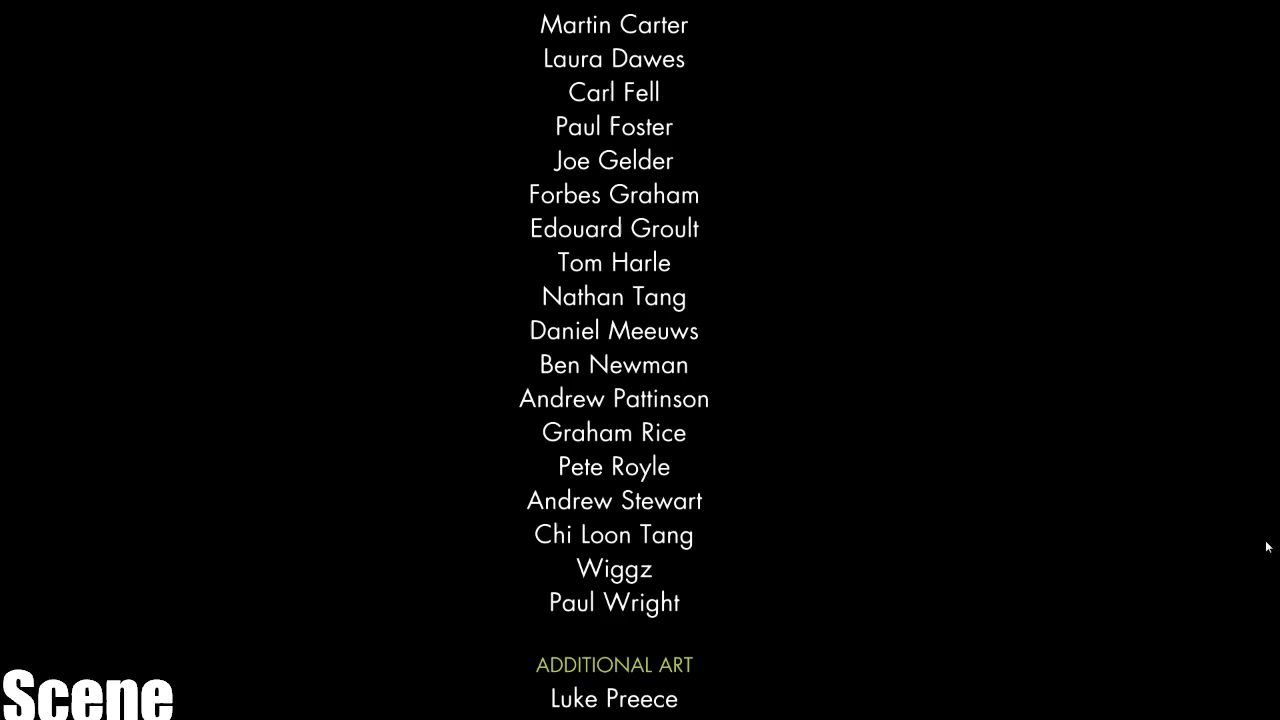 Martin Carter
Laura Dawes
Carl Fell
Paul Foster
Joe Gelder
Forbes Graham
Edouard Groult
Tom Harle
Nathan Tang
Daniel Meeuws
Ben Newman
Andrew Pattinson
Graham Rice
Pete Royle
Andrew Stewart
Chi Loon Tang
Wiggz
Paul Wright
ADDITIONAL ART
Luke Preece
Scene